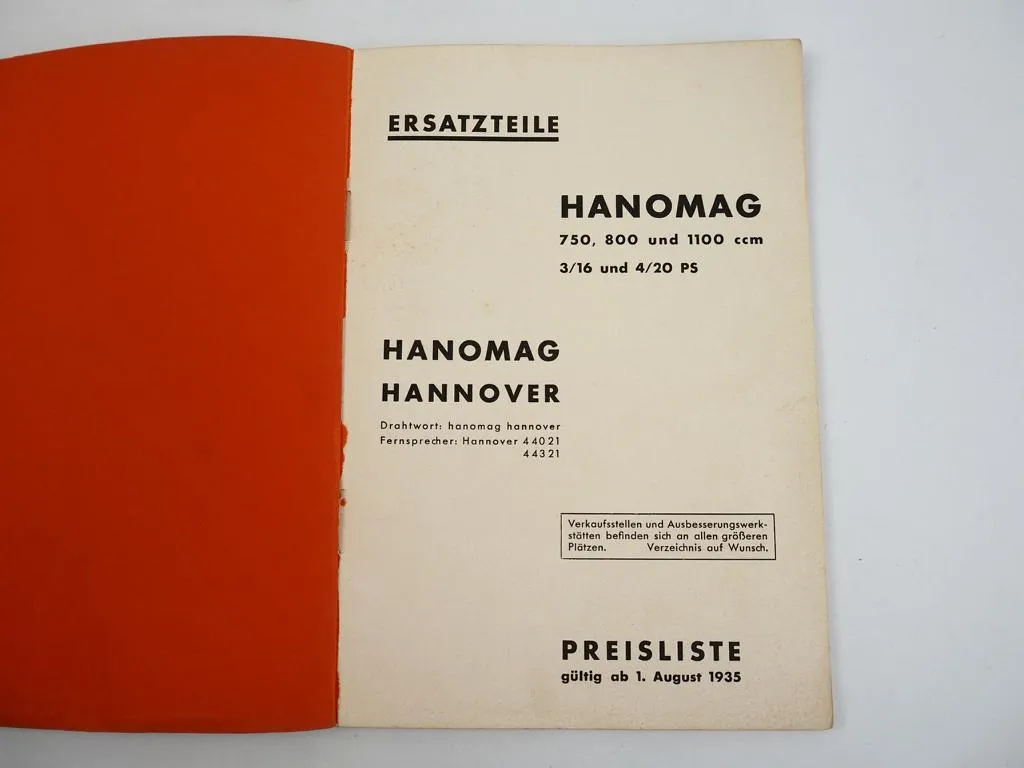 ERSATZTEILE
HANOMAG
750, 800 und 1100 ccm
3/16 und 4/20 PS
HANOMAG
HANNOVER
Drahtwort: hanomag hannover
Fernsprecher: Hannover 44021
44321
Verkaufsstellen und Ausbesserungswerk-
stätten befinden sich an allen größeren
Plätzen. Verzeichnis auf Wunsch.
PREISLISTE
gültig ab 1. August 1935